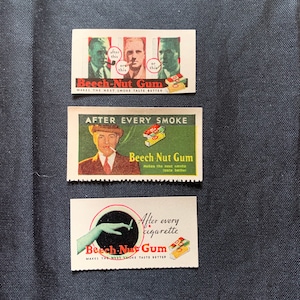 Beech-Nut Gum
MAKES THE NEXT SMOKE TASTE BETTER
AFTER EVERY SMOKE
Beech-Nut Gum
makes the next smoke
taste better
After every
cigarette
Beech-Nut Gum
MAKES THE NEXT SMOKE TASTE BETTER